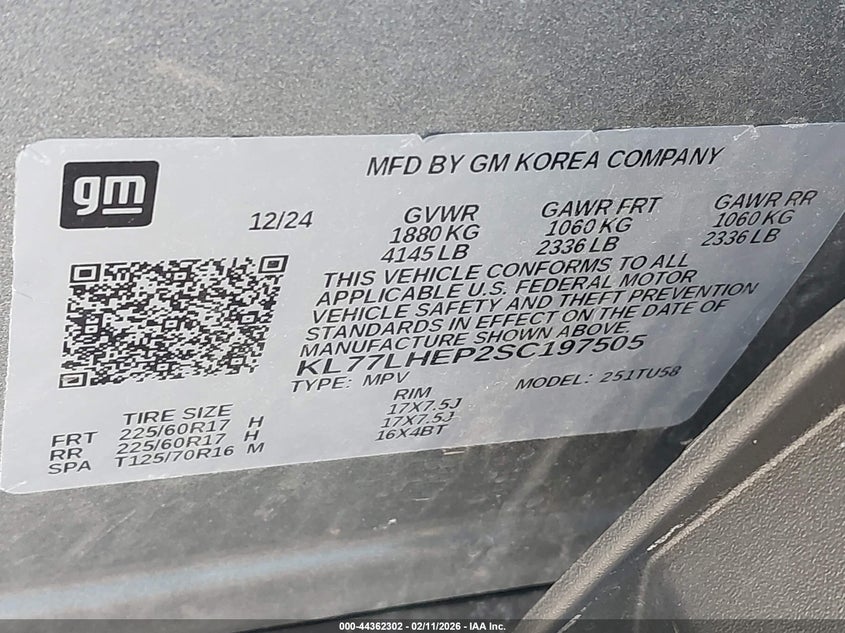 gm
MFD BY GM KOREA COMPANY
12/24
GVWR
1880 KG
4145 LB
GAWR FRT
1060 KG
2336 LB
GAWR RR
1060 KG
2336 LB
THIS VEHICLE CONFORMS TO ALL
APPLICABLE U.S. FEDERAL MOTOR
VEHICLE SAFETY AND THEFT PREVENTION
STANDARDS IN EFFECT ON THE DATE OF
MANUFACTURE SHOWN ABOVE.
KL77LHEP2SC197505
TYPE: MPV MODEL: 251TU58
TIRE SIZE RIM
FRT 225/60R17 H 17X7.5J
RR 225/60R17 H 17X7.5J
SPA T125/70R16 M 16X4BT
000-44362302 - 02/11/2026 - IAA Inc.